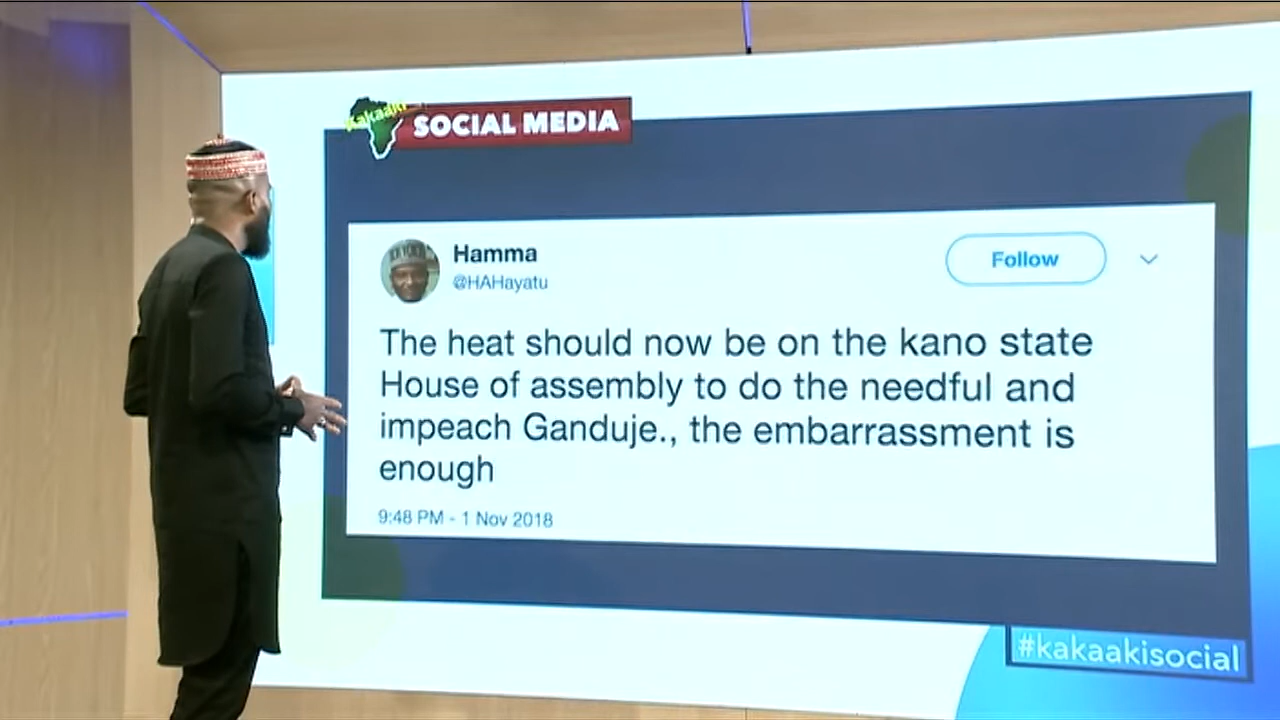 kakaaki
SOCIAL MEDIA
Hamma
@HAHayatu
Follow
The heat should now be on the kano state
House of assembly to do the needful and
impeach Ganduje., the embarrassment is
enough
9:48 PM - 1 Nov 2018
#kakaakisocial